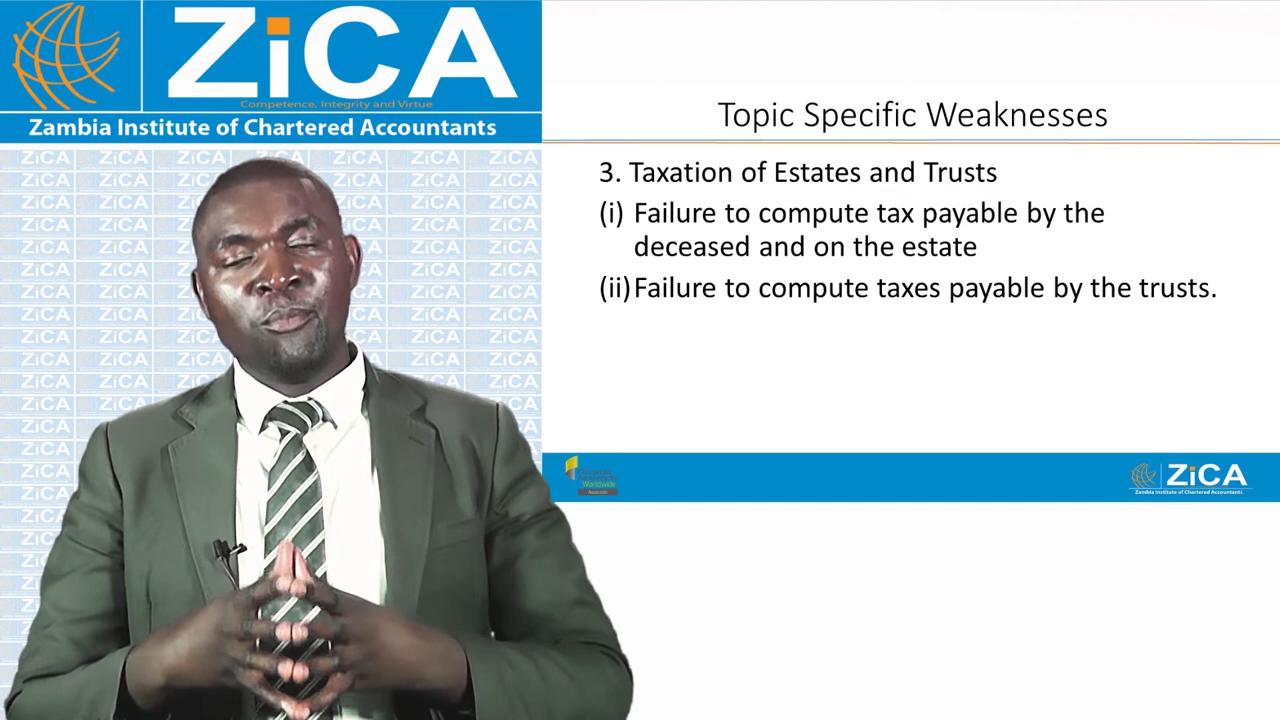 ZiCA
Competence, Integrity and Virtue
Zambia Institute of Chartered Accountants
Topic Specific Weaknesses
3. Taxation of Estates and Trusts
(i) Failure to compute tax payable by the
deceased and on the estate
(ii) Failure to compute taxes payable by the trusts.
Worldwide
ZiCA
Zambia Institute of Chartered Accountants